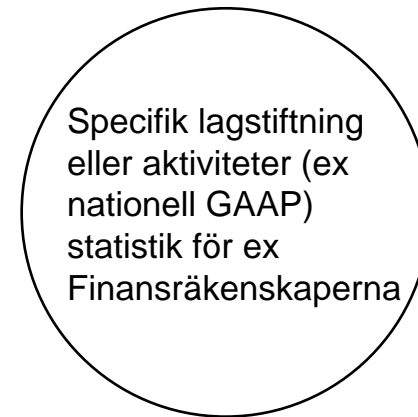 Specifik lagstiftning
eller aktiviteter (ex
nationell GAAP)
statistik för ex
Finansräkenskaperna